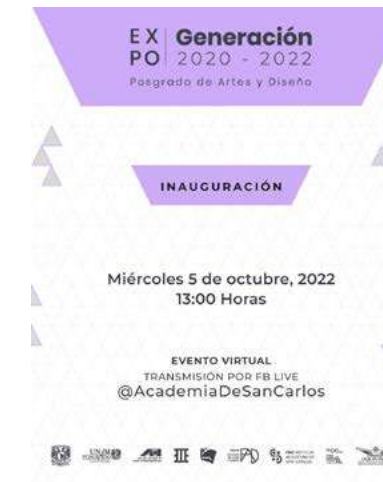 EX Generación
PO 2020 - 2022
Posgrado de Artes y Diseño
INAUGURACIÓN
Miércoles 5 de octubre, 2022
13:00 Horas
EVENTO VIRTUAL
TRANSMISIÓN POR FB LIVE
@AcademiaDeSanCarlos